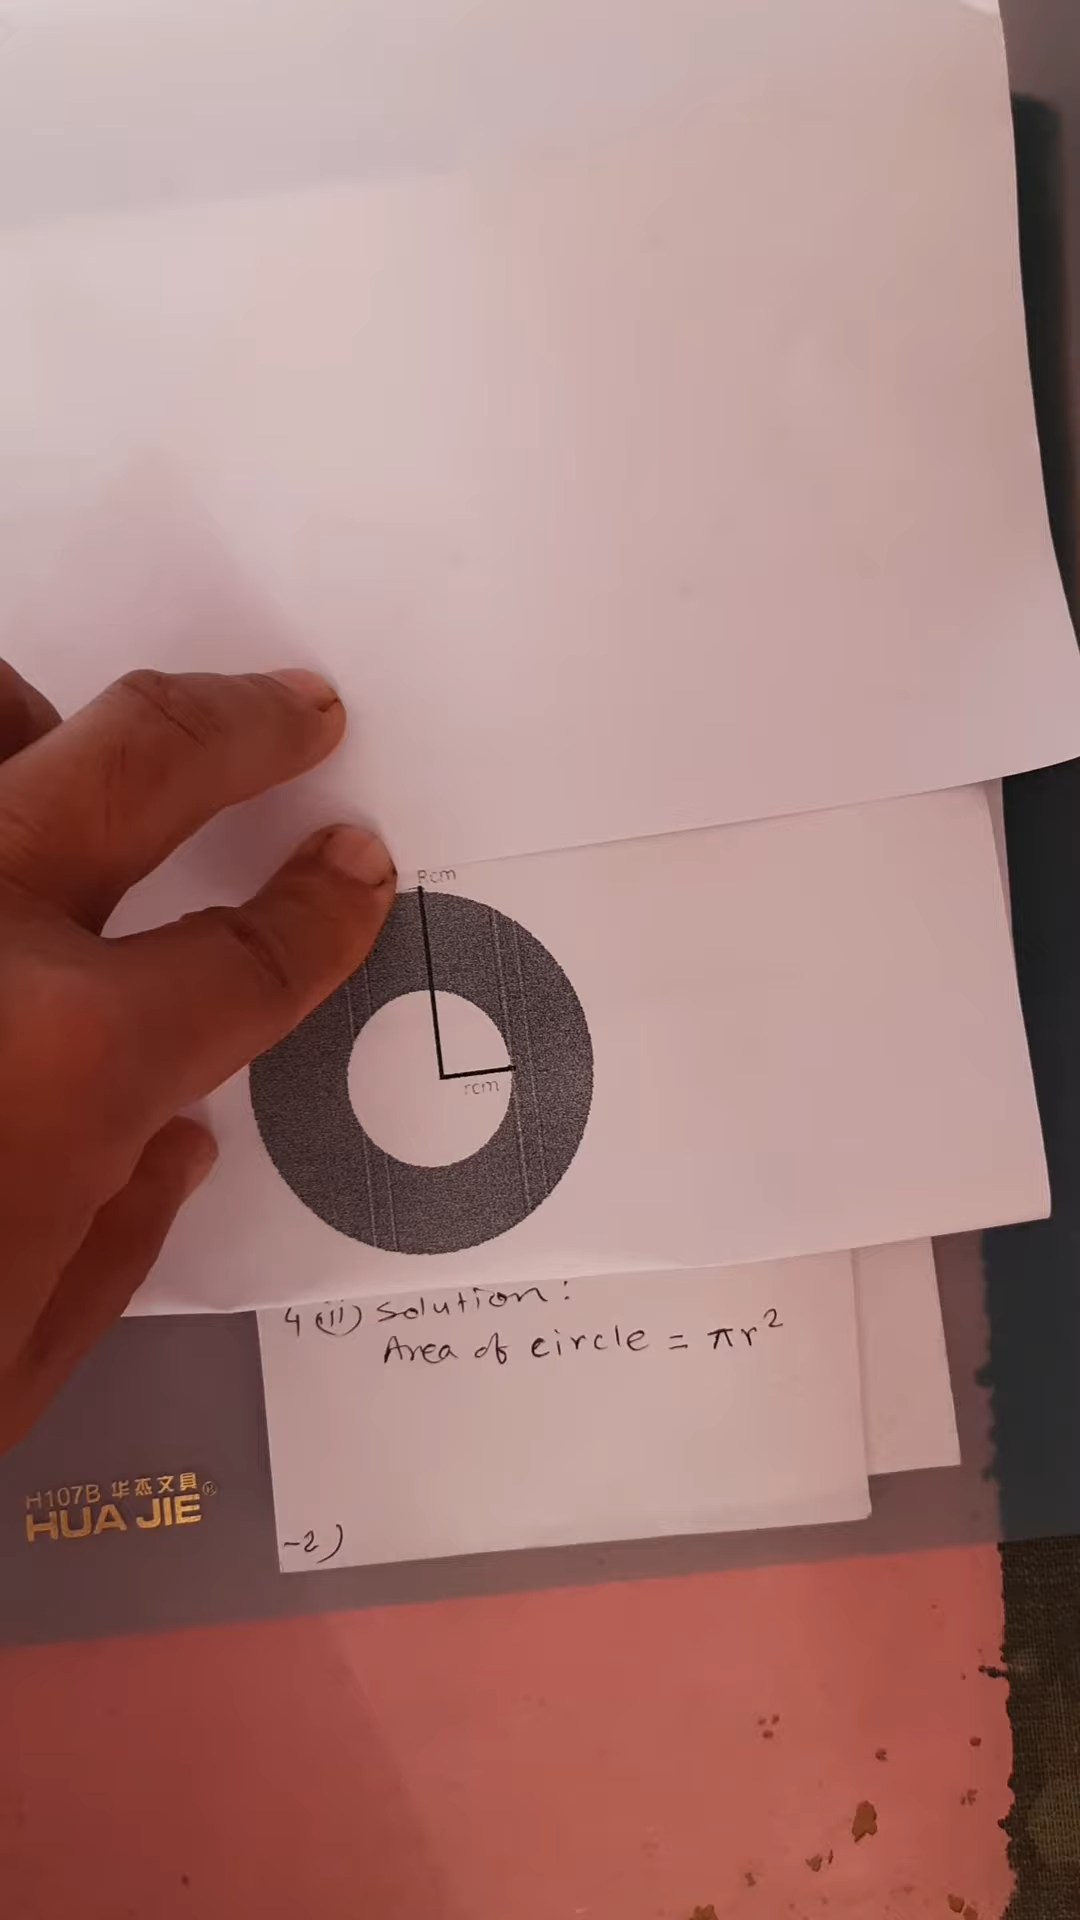 Rcm
rcm
4 (ii) Solution:
Area of circle = πr²
-2)
H107B 华杰文具®
HUA JIE